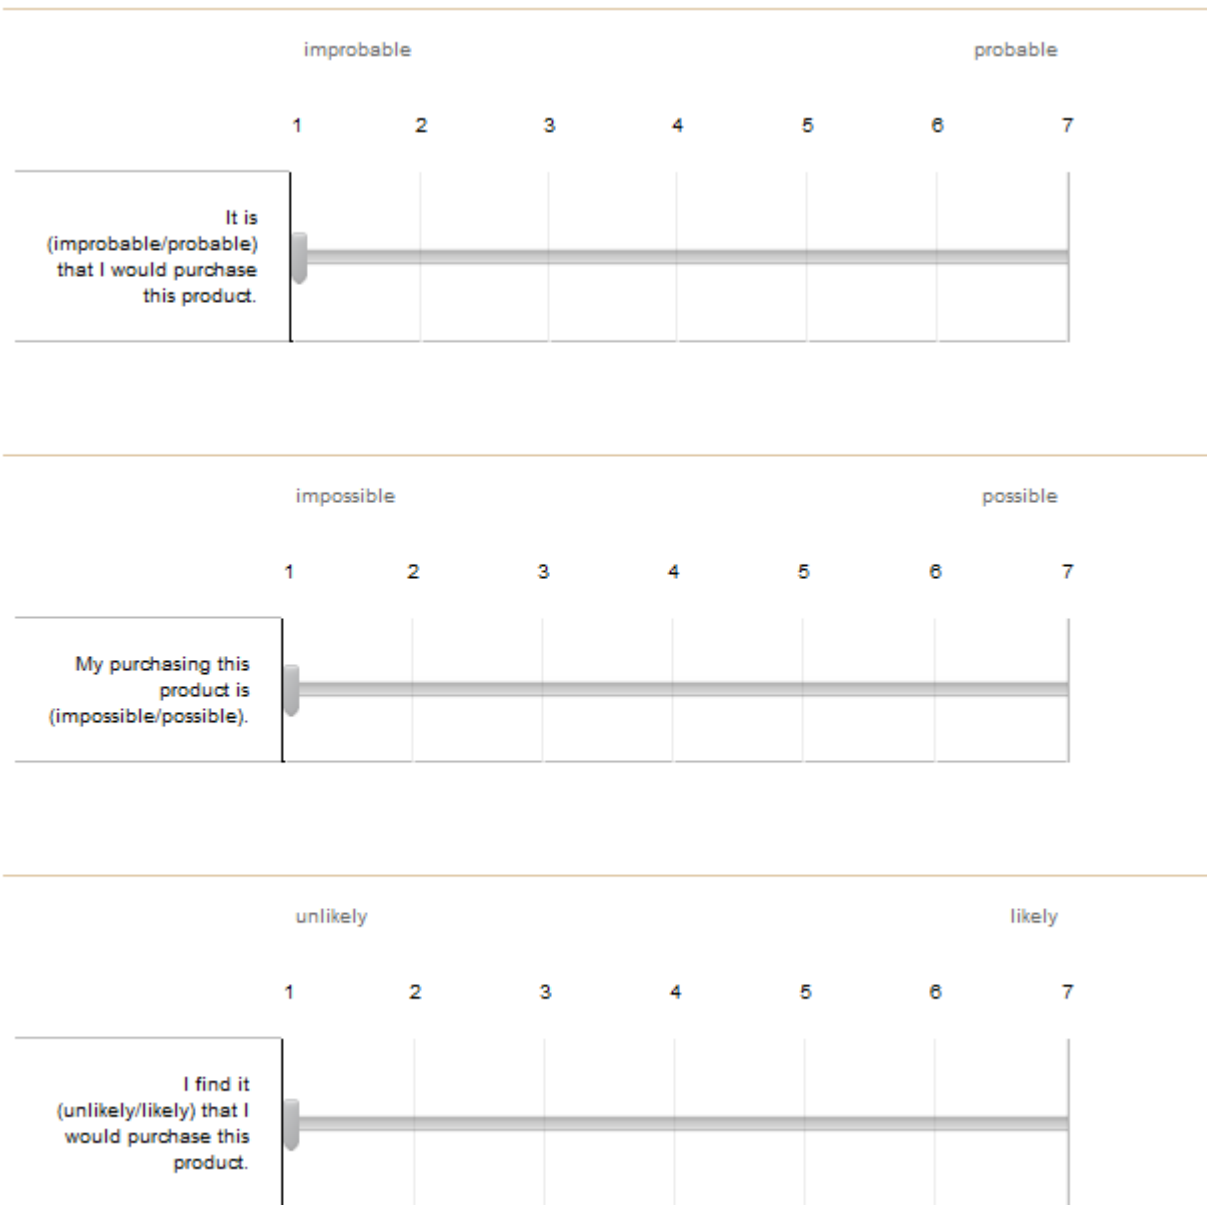 improbable probable
1 2 3 4 5 6 7
It is
(improbable/probable)
that I would purchase
this product.
impossible possible
1 2 3 4 5 6 7
My purchasing this
product is
(impossible/possible).
unlikely likely
1 2 3 4 5 6 7
I find it
(unlikely/likely) that I
would purchase this
product.